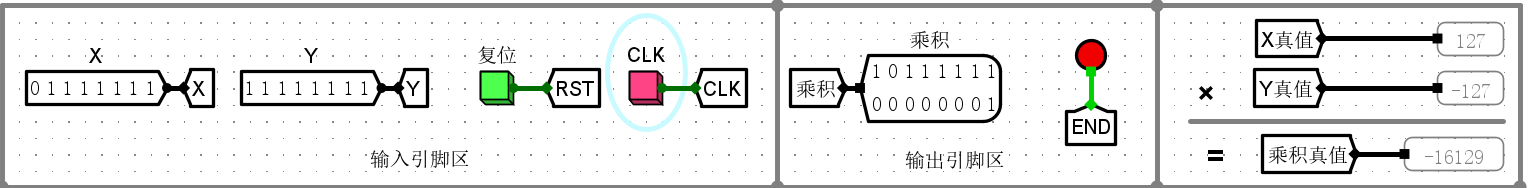 X
0 1 1 1 1 1 1 1
X
Y
1 1 1 1 1 1 1 1
Y
复位
RST
CLK
CLK
输入引脚区
乘积
乘积
1 0 1 1 1 1 1 1
0 0 0 0 0 0 0 1
END
输出引脚区
X真值
127
×
Y真值
-127
=
乘积真值
-16129